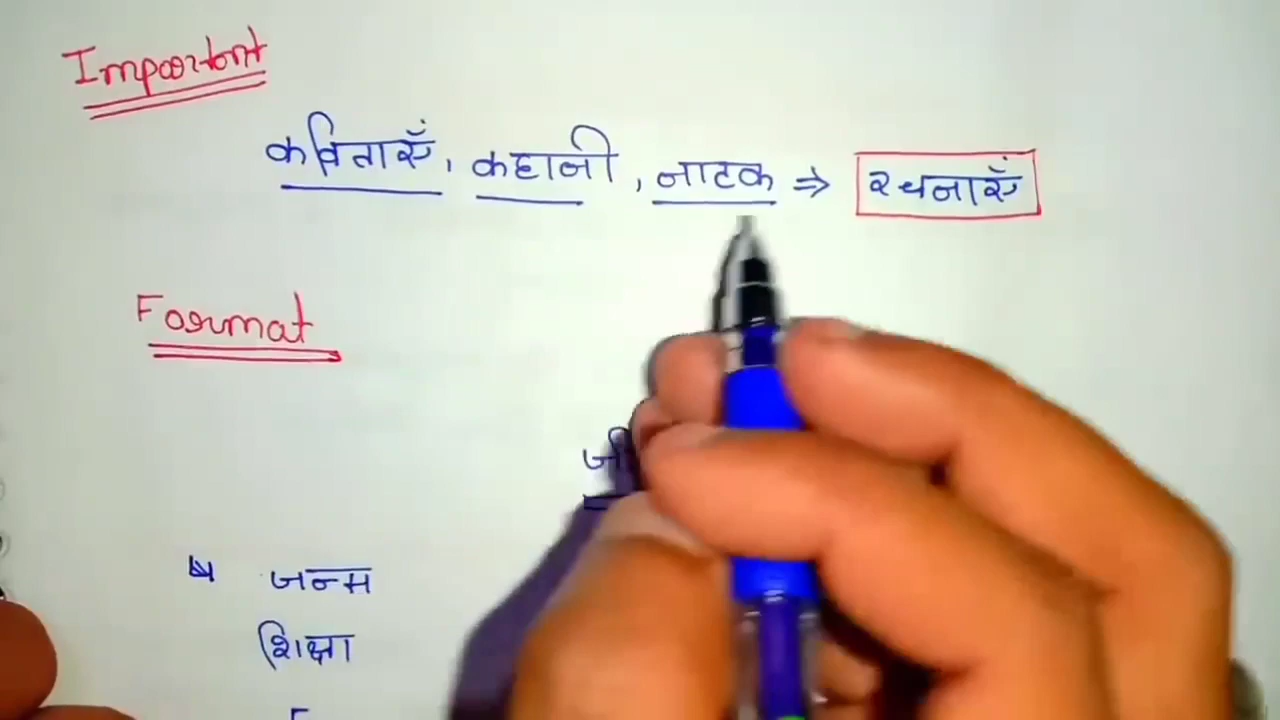 Important
कविताएँ, कहानी, नाटक ⇒ रचनाएँ
Format
जन्म
शिक्षा